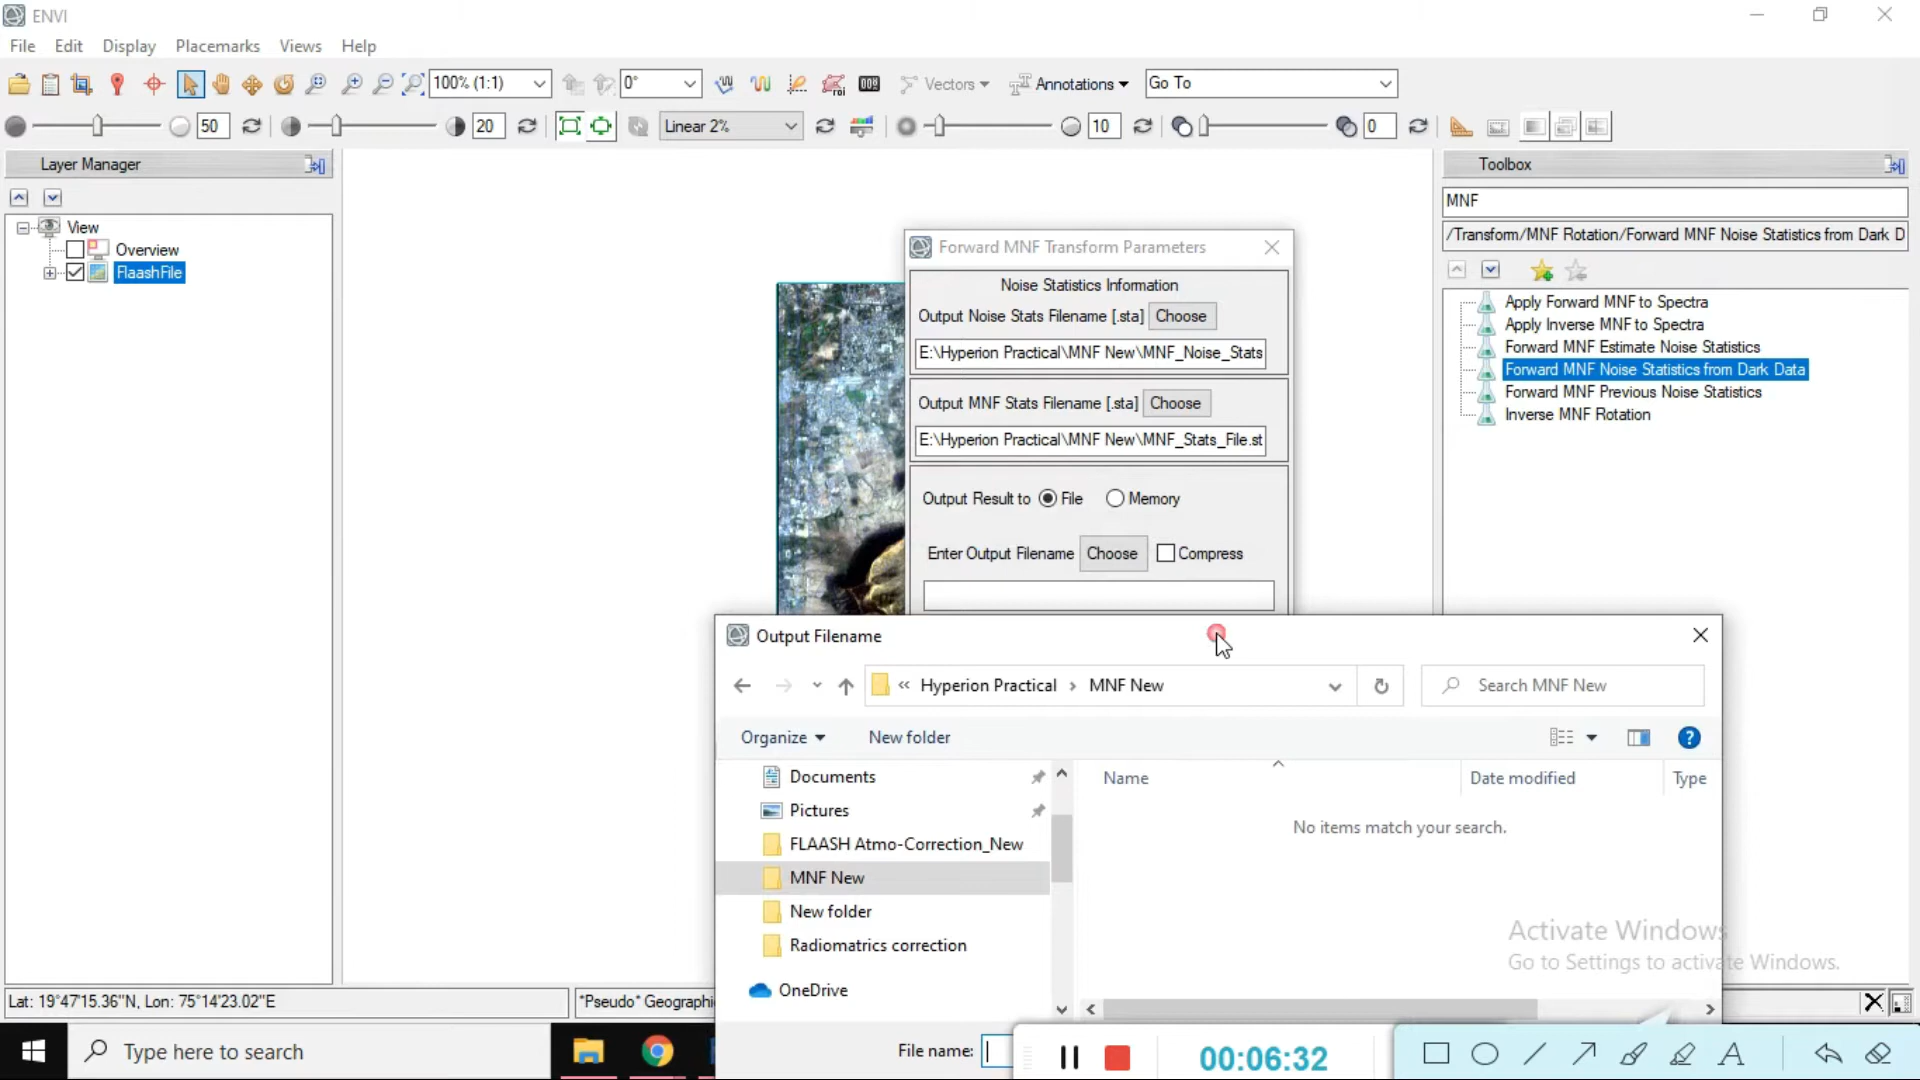 ENVI
File Edit Display Placemarks Views Help
100% (1:1) 0° Vectors Annotations Go To
50 20 Linear 2% 10 0
Layer Manager
View
Overview
FlaashFile
Forward MNF Transform Parameters
Noise Statistics Information
Output Noise Stats Filename [.sta] Choose
E:\Hyperion Practical\MNF New\MNF_Noise_Stats
Output MNF Stats Filename [.sta] Choose
E:\Hyperion Practical\MNF New\MNF_Stats_File.st
Output Result to File Memory
Enter Output Filename Choose Compress
Toolbox
MNF
/Transform/MNF Rotation/Forward MNF Noise Statistics from Dark D
Apply Forward MNF to Spectra
Apply Inverse MNF to Spectra
Forward MNF Estimate Noise Statistics
Forward MNF Noise Statistics from Dark Data
Forward MNF Previous Noise Statistics
Inverse MNF Rotation
Output Filename
« Hyperion Practical › MNF New
Search MNF New
Organize New folder
Documents
Pictures
FLAASH Atmo-Correction_New
MNF New
New folder
Radiomatrics correction
OneDrive
Name Date modified Type
No items match your search.
File name:
Activate Windows
Go to Settings to activate Windows.
Lat: 19°47'15.36"N, Lon: 75°14'23.02"E
*Pseudo* Geographi
Type here to search
00:06:32